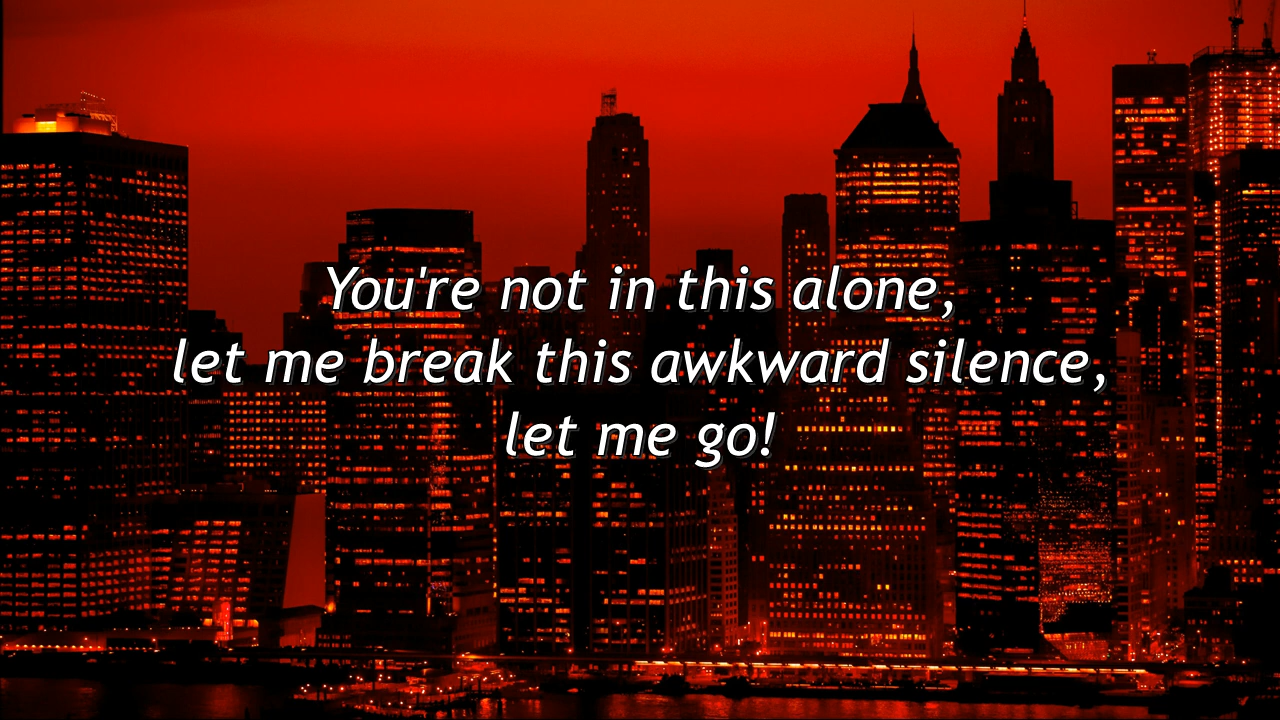 You're not in this alone,
let me break this awkward silence,
let me go!